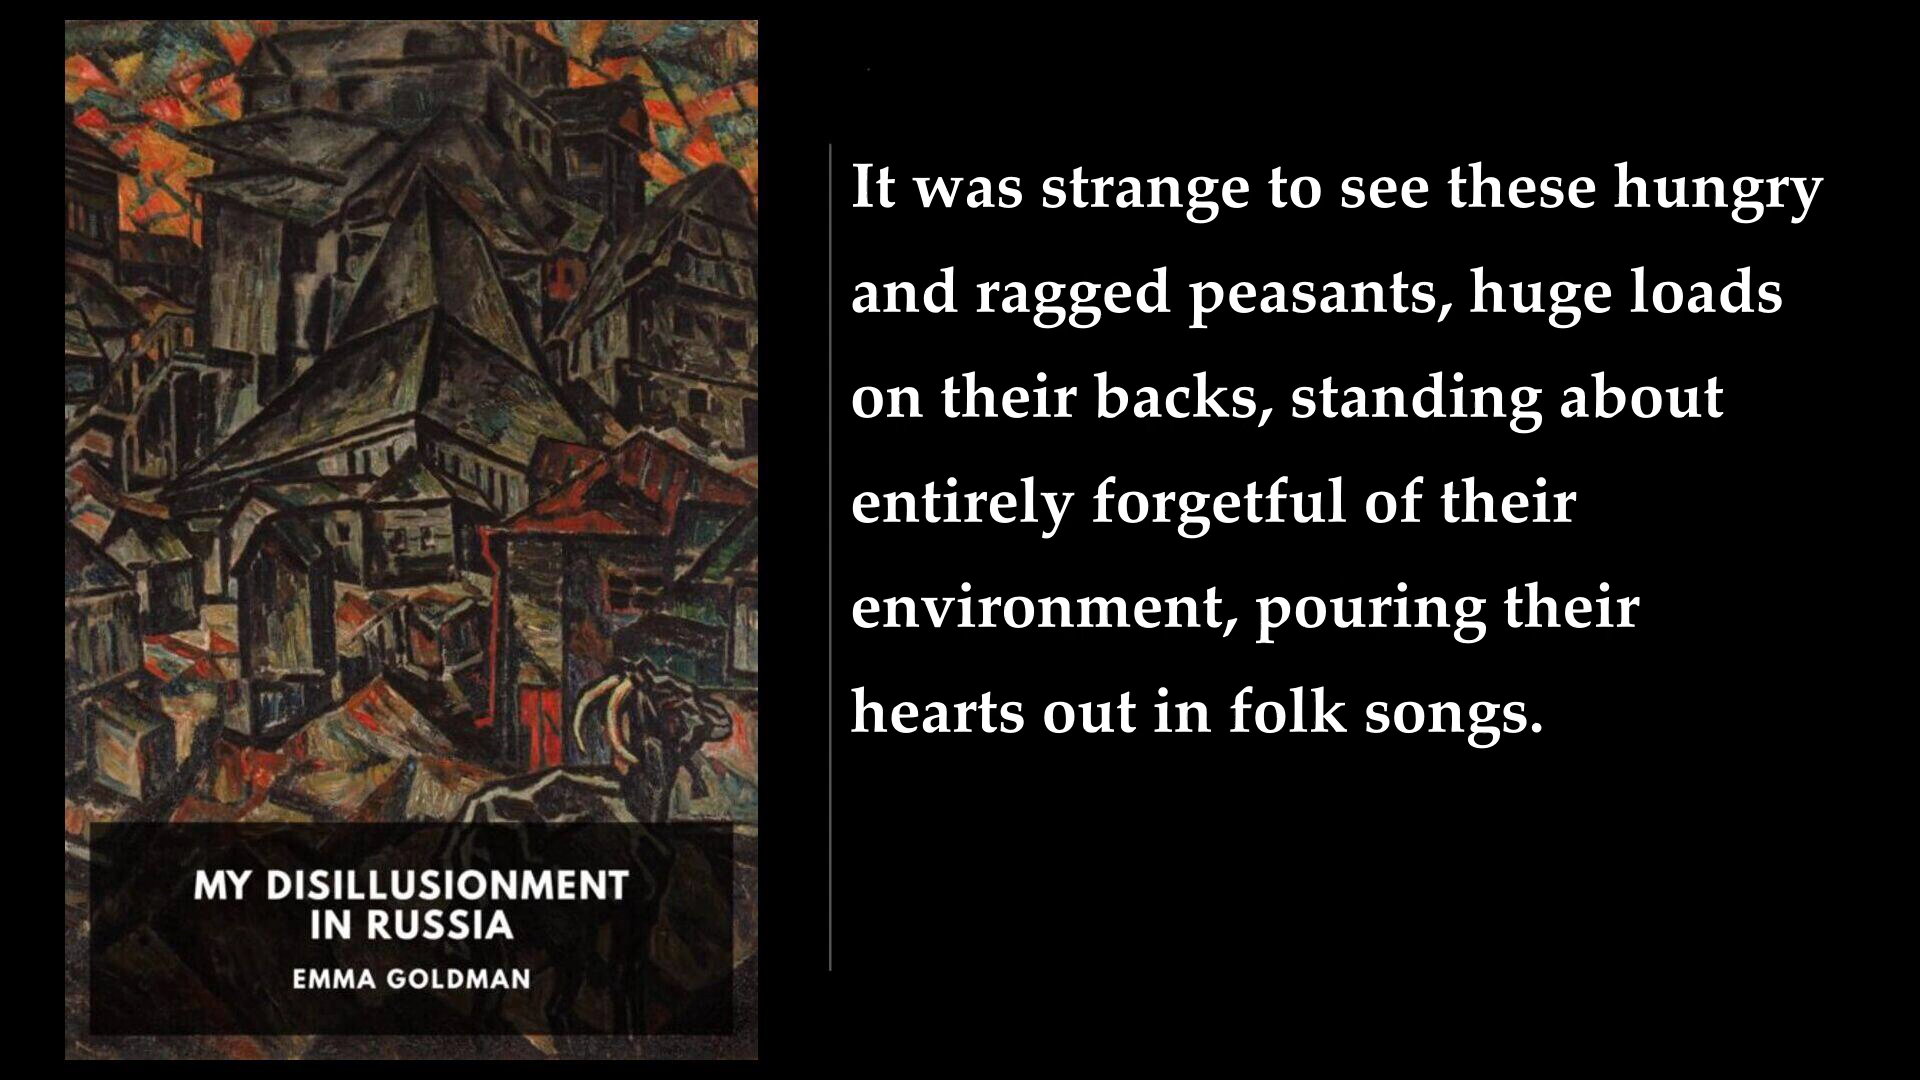 It was strange to see these hungry
and ragged peasants, huge loads
on their backs, standing about
entirely forgetful of their
environment, pouring their
hearts out in folk songs.
MY DISILLUSIONMENT
IN RUSSIA
EMMA GOLDMAN